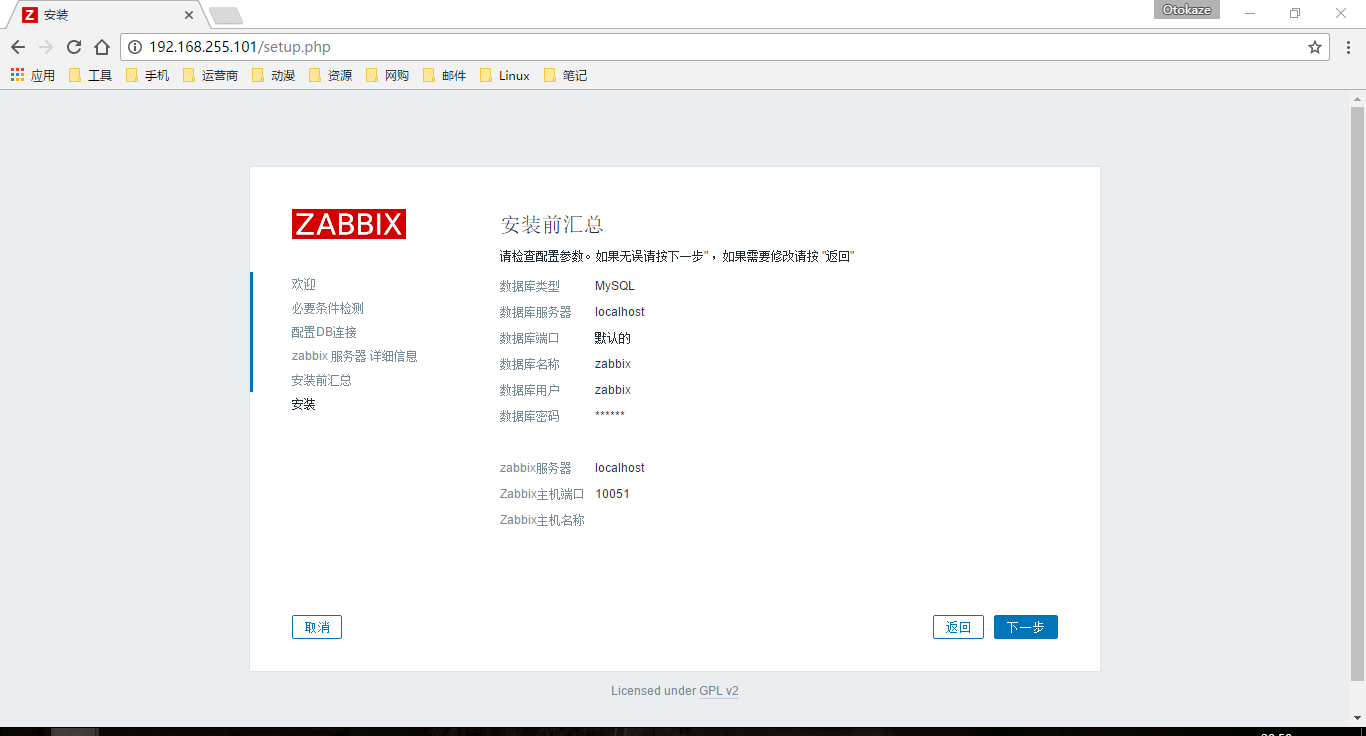 安装
Otokaze
192.168.255.101/setup.php
应用 工具 手机 运营商 动漫 资源 网购 邮件 Linux 笔记
ZABBIX
欢迎
必要条件检测
配置DB连接
zabbix 服务器 详细信息
安装前汇总
安装
安装前汇总
请检查配置参数。如果无误请按下一步"，如果需要修改请按 "返回"
数据库类型 MySQL
数据库服务器 localhost
数据库端口 默认的
数据库名称 zabbix
数据库用户 zabbix
数据库密码 ******
zabbix服务器 localhost
Zabbix主机端口 10051
Zabbix主机名称
取消 返回 下一步
Licensed under GPL v2